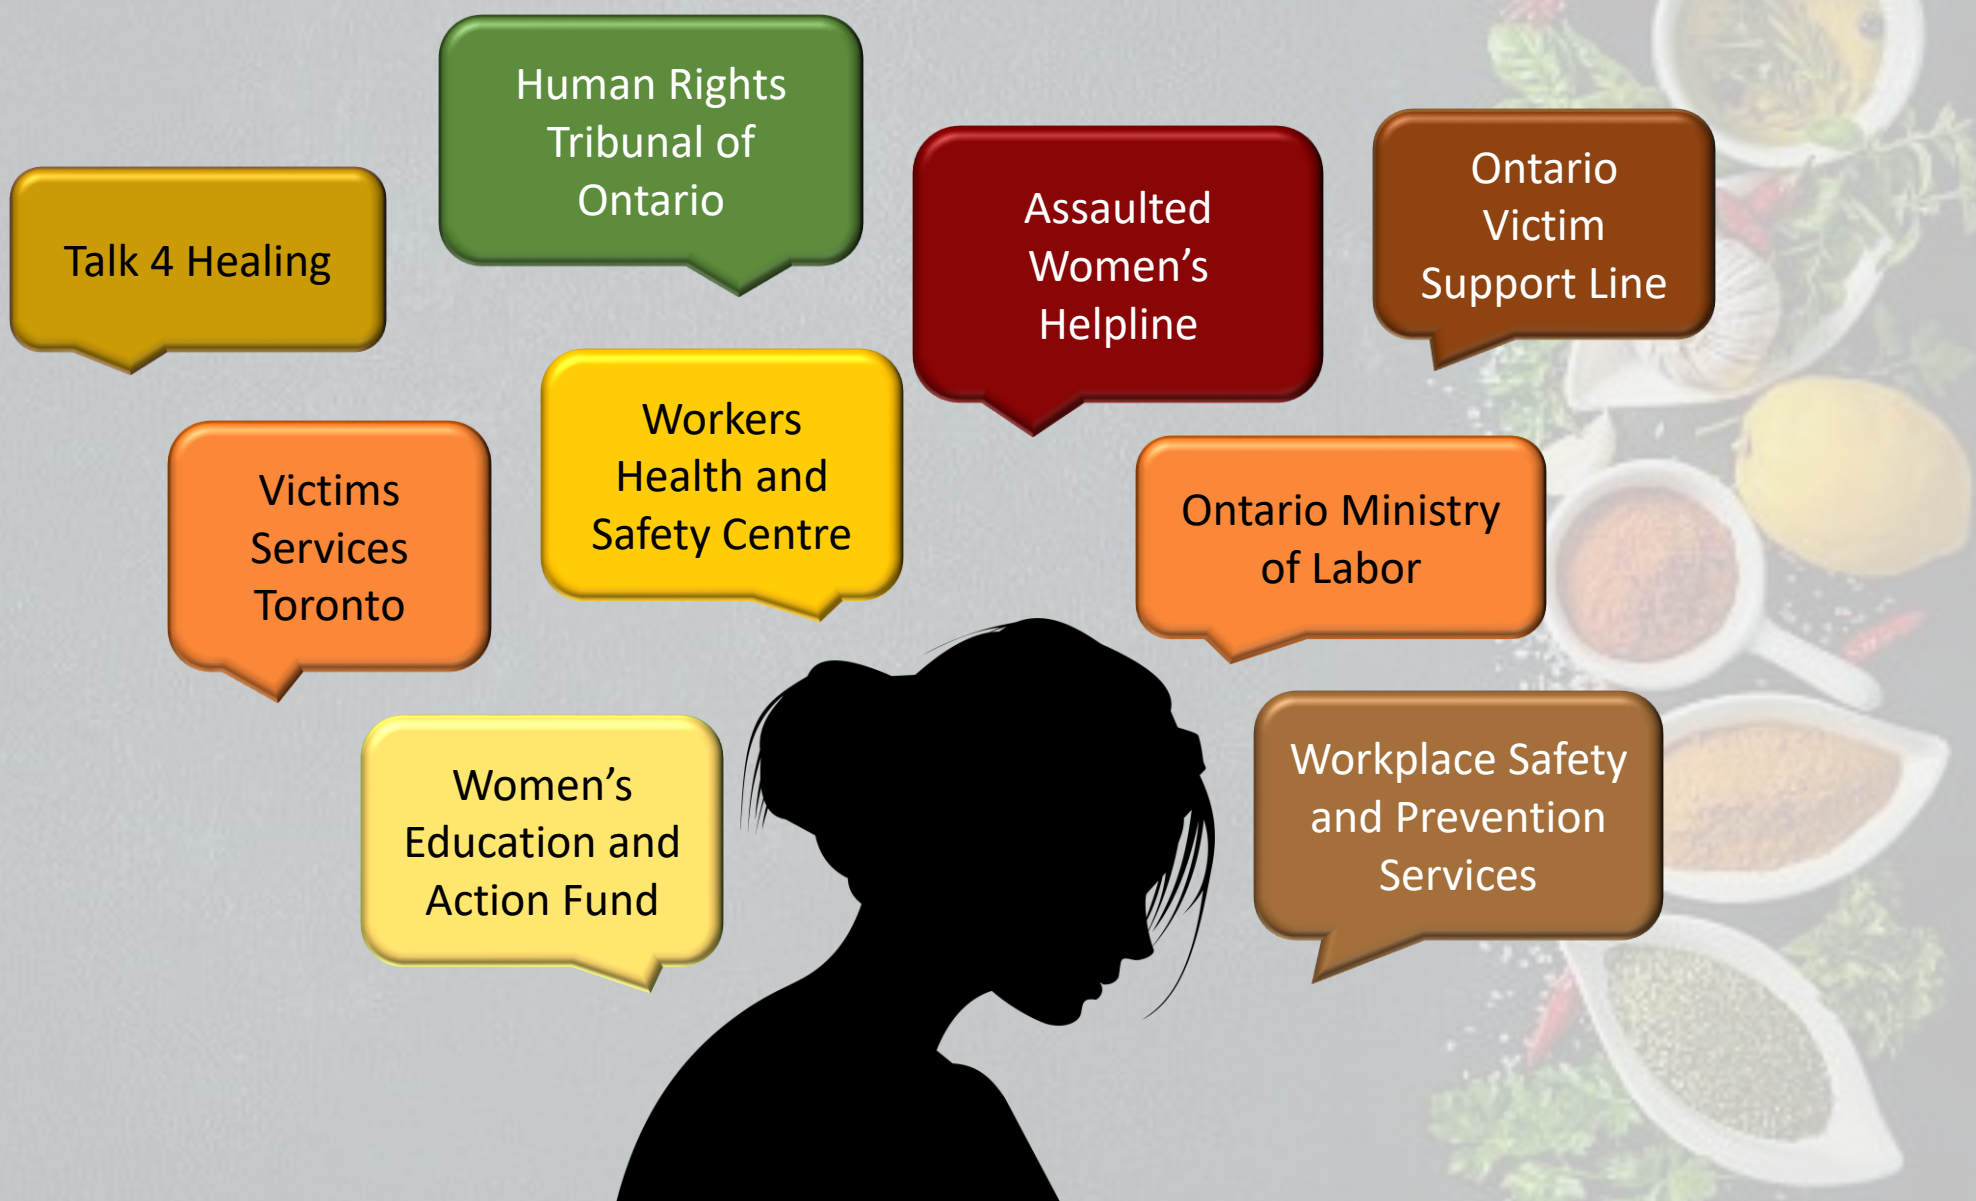 Human Rights
Tribunal of
Ontario
Talk 4 Healing
Assaulted
Women’s
Helpline
Ontario
Victim
Support Line
Victims
Services
Toronto
Workers
Health and
Safety Centre
Ontario Ministry
of Labor
Women’s
Education and
Action Fund
Workplace Safety
and Prevention
Services